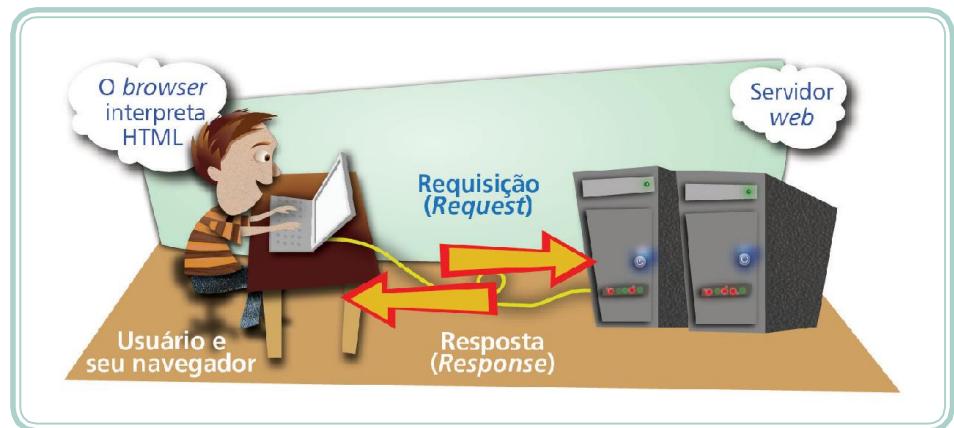 O browser
interpreta
HTML
Servidor
web
Requisição
(Request)
Usuário e
seu navegador
Resposta
(Response)